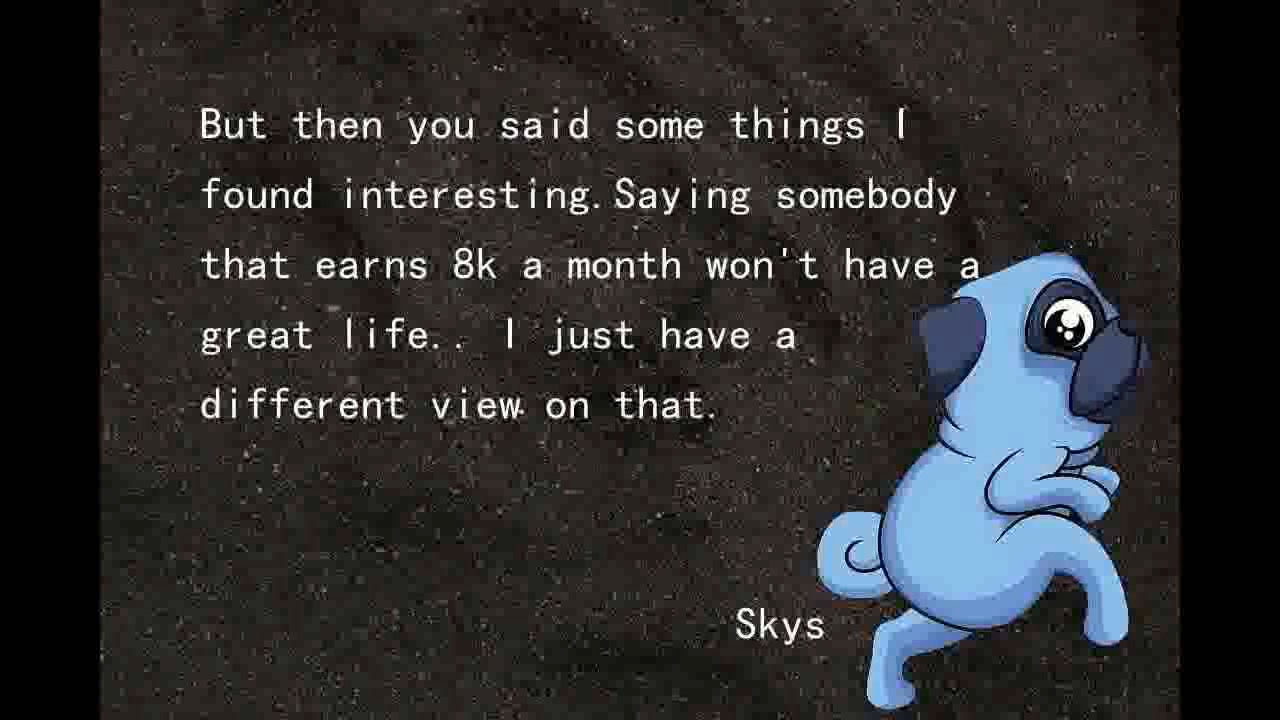 But then you said some things I
found interesting.Saying somebody
that earns 8k a month won't have a
great life.. I just have a
different view on that.
Skys